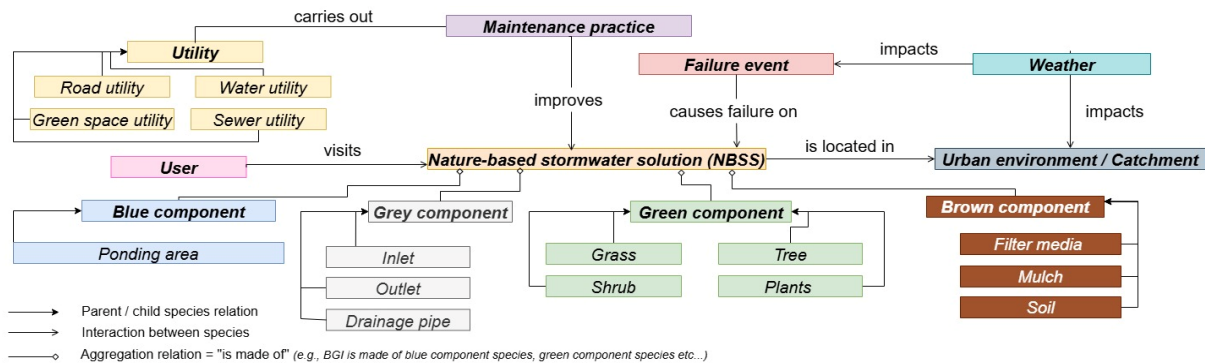 carries out
Maintenance practice
Utility
impacts
Failure event
Weather
Road utility
Water utility
improves
causes failure on
impacts
Green space utility
Sewer utility
visits
is located in
User
Nature-based stormwater solution (NBSS)
Urban environment / Catchment
Blue component
Grey component
Green component
Brown component
Ponding area
Inlet
Grass
Tree
Filter media
Outlet
Shrub
Plants
Mulch
Drainage pipe
Soil
Parent / child species relation
Interaction between species
Aggregation relation = "is made of" (e.g., BGI is made of blue component species, green component species etc...)